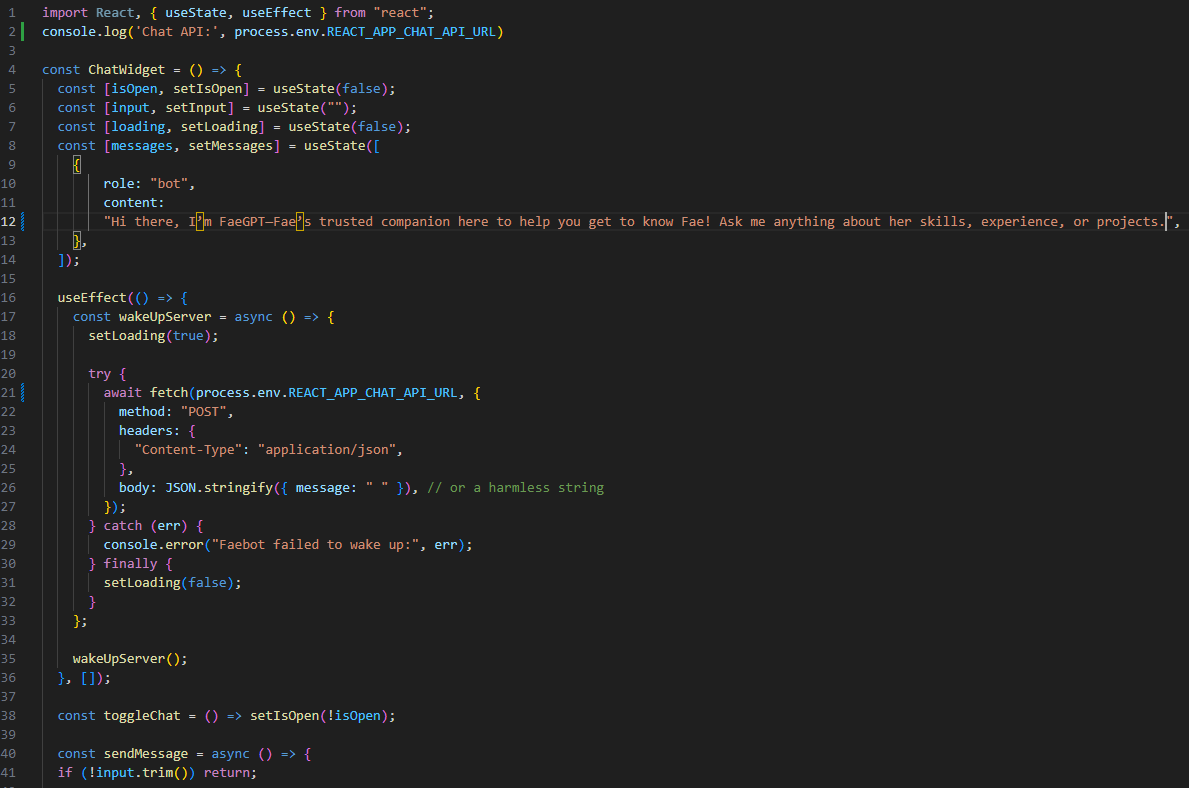 1 import React, { useState, useEffect } from "react";
2 console.log('Chat API:', process.env.REACT_APP_CHAT_API_URL)
3
4 const ChatWidget = () => {
5   const [isOpen, setIsOpen] = useState(false);
6   const [input, setInput] = useState("");
7   const [loading, setLoading] = useState(false);
8   const [messages, setMessages] = useState([
9     {
10         role: "bot",
11         content:
12         "Hi there, I’m FaeGPT—Fae’s trusted companion here to help you get to know Fae! Ask me anything about her skills, experience, or projects.",
13     },
14   ]);
15
16   useEffect(() => {
17     const wakeUpServer = async () => {
18       setLoading(true);
19
20       try {
21         await fetch(process.env.REACT_APP_CHAT_API_URL, {
22           method: "POST",
23           headers: {
24             "Content-Type": "application/json",
25           },
26           body: JSON.stringify({ message: " " }), // or a harmless string
27         });
28       } catch (err) {
29         console.error("Faebot failed to wake up:", err);
30       } finally {
31         setLoading(false);
32       }
33     };
34
35     wakeUpServer();
36   }, []);
37
38   const toggleChat = () => setIsOpen(!isOpen);
39
40   const sendMessage = async () => {
41   if (!input.trim()) return;